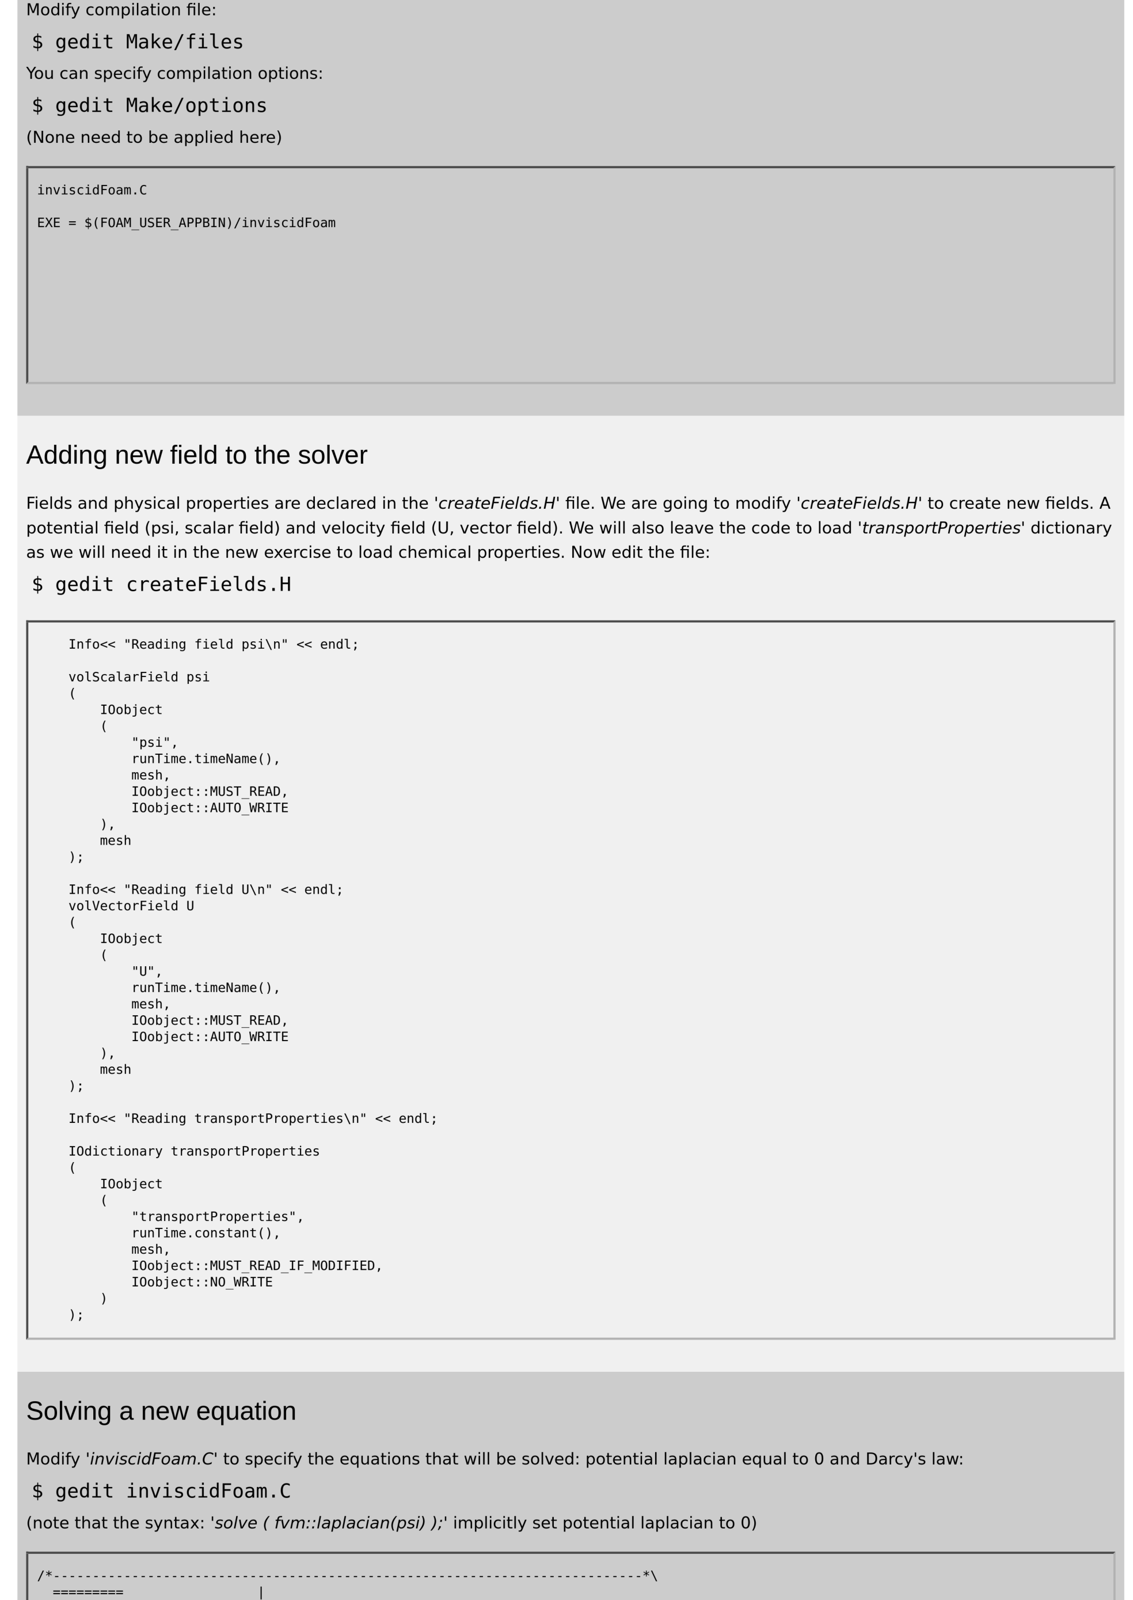 Modify compilation file:
$ gedit Make/files
You can specify compilation options:
$ gedit Make/options
(None need to be applied here)
inviscidFoam.C
EXE = $(FOAM_USER_APPBIN)/inviscidFoam
Adding new field to the solver
Fields and physical properties are declared in the 'createFields.H' file. We are going to modify 'createFields.H' to create new fields. A
potential field (psi, scalar field) and velocity field (U, vector field). We will also leave the code to load 'transportProperties' dictionary
as we will need it in the new exercise to load chemical properties. Now edit the file:
$ gedit createFields.H
Info<< "Reading field psi\n" << endl;
volScalarField psi
(
IOobject
(
"psi",
runTime.timeName(),
mesh,
IOobject::MUST_READ,
IOobject::AUTO_WRITE
),
mesh
);
Info<< "Reading field U\n" << endl;
volVectorField U
(
IOobject
(
"U",
runTime.timeName(),
mesh,
IOobject::MUST_READ,
IOobject::AUTO_WRITE
),
mesh
);
Info<< "Reading transportProperties\n" << endl;
IOdictionary transportProperties
(
IOobject
(
"transportProperties",
runTime.constant(),
mesh,
IOobject::MUST_READ_IF_MODIFIED,
IOobject::NO_WRITE
)
);
Solving a new equation
Modify 'inviscidFoam.C' to specify the equations that will be solved: potential laplacian equal to 0 and Darcy's law:
$ gedit inviscidFoam.C
(note that the syntax: 'solve ( fvm::laplacian(psi) );' implicitly set potential laplacian to 0)
/*---------------------------------------------------------------------------*\
=========                 |